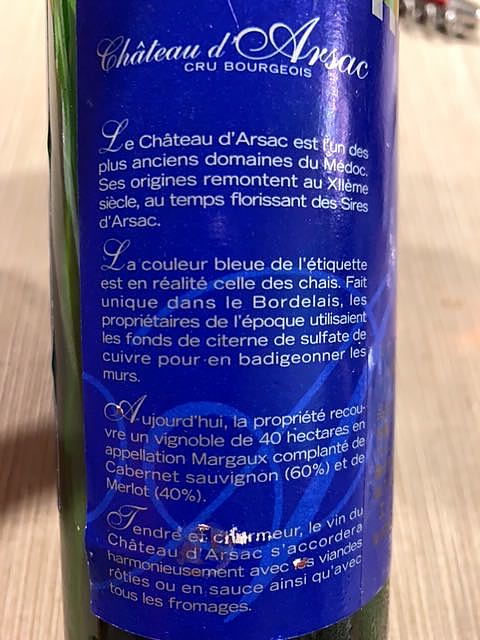 Château d'Arsac
CRU BOURGEOIS
Le Château d'Arsac est l'un des
plus anciens domaines du Médoc.
Ses origines remontent au XIIème
siècle, au temps florissant des Sires
d'Arsac.
La couleur bleue de l'étiquette
est en réalité celle des chais. Fait
unique dans le Bordelais, les
propriétaires de l'époque utilisaient
les fonds de citerne de sulfate de
cuivre pour en badigeonner les
murs.
Aujourd'hui, la propriété recou-
vre un vignoble de 40 hectares en
appellation Margaux complanté de
Cabernet sauvignon (60%) et de
Merlot (40%).
Tendre et charmeur, le vin du
Château d'Arsac s'accordera
harmonieusement avec les viandes
rôties ou en sauce ainsi qu'avec
tous les fromages.